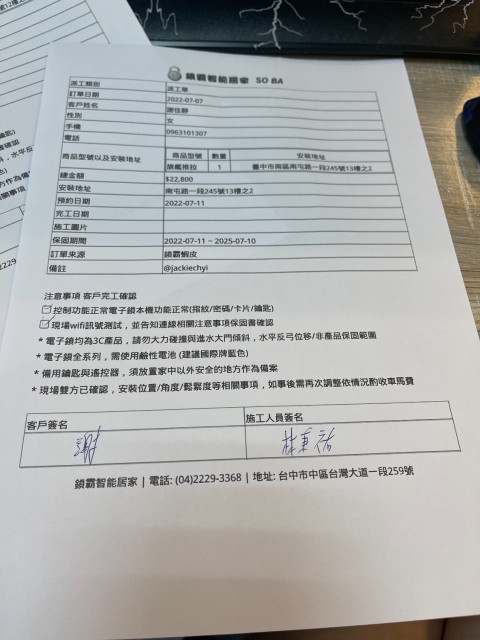 鎖霸智能居家 SO BA
派工類別 派工單
訂單日期 2022-07-07
客戶姓名 謝佳靜
性別 女
手機 0963101307
電話
商品型號以及安裝地址 商品型號 數量 安裝地址
旗艦推拉 1 臺中市南區南屯路一段245號13樓之2
總金額 $22,800
安裝地址 南屯路一段245號13樓之2
預約日期 2022-07-11
完工日期
施工圖片
保固期間 2022-07-11 ~ 2025-07-10
訂單來源 鎖霸蝦皮
備註 @jackiechyi
注意事項 客戶完工確認
控制功能正常電子鎖本機功能正常(指紋/密碼/卡片/鑰匙)
現場wifi訊號測試，並告知連線相關注意事項保固書確認
* 電子鎖均為3C產品，請勿大力碰撞與進水大門傾斜，水平反弓位移/非產品保固範圍
* 電子鎖全系列，需使用鹼性電池 (建議國際牌藍色)
* 備用鑰匙與遙控器，須放置家中以外安全的地方作為備案
* 現場雙方已確認，安裝位置/角度/鬆緊度等相關事項，如事後需再次調整依情況酌收車馬費
客戶簽名 施工人員簽名
謝 林秉祐
鎖霸智能居家 | 電話: (04)2229-3368 | 地址: 台中市中區台灣大道一段259號